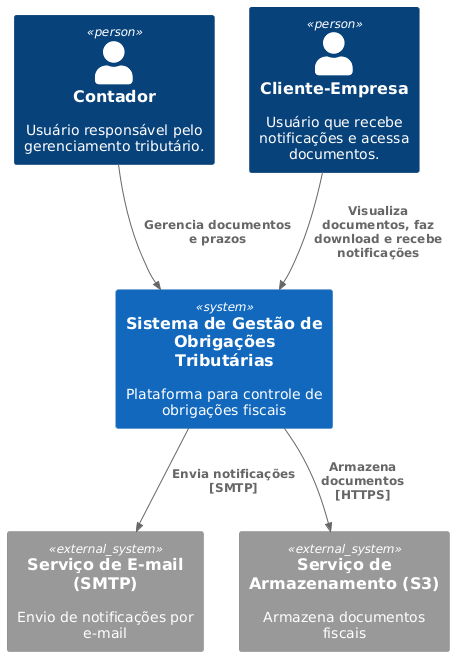 «person»
Contador
Usuário responsável pelo
gerenciamento tributário.
«person»
Cliente-Empresa
Usuário que recebe
notificações e acessa
documentos.
Gerencia documentos
e prazos
Visualiza
documentos, faz
download e recebe
notificações
«system»
Sistema de Gestão de
Obrigações
Tributárias
Plataforma para controle de
obrigações fiscais
Envia notificações
[SMTP]
Armazena
documentos
[HTTPS]
«external_system»
Serviço de E-mail
(SMTP)
Envio de notificações por
e-mail
«external_system»
Serviço de
Armazenamento (S3)
Armazena documentos
fiscais